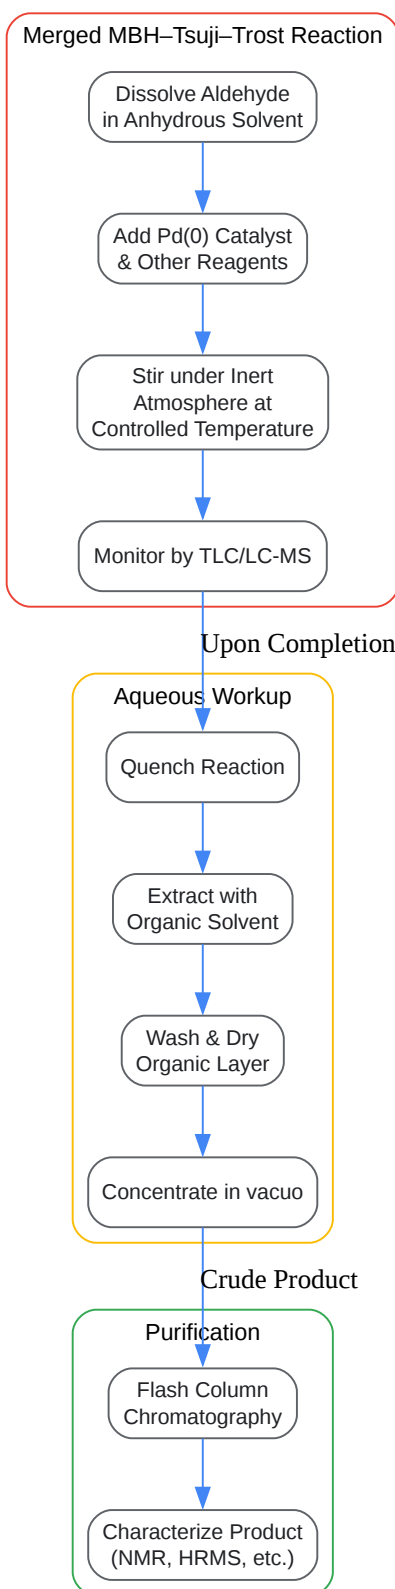 Merged MBH–Tsuji–Trost Reaction
Dissolve Aldehyde
in Anhydrous Solvent
Add Pd(0) Catalyst
& Other Reagents
Stir under Inert
Atmosphere at
Controlled Temperature
Monitor by TLC/LC-MS
Upon Completion
Aqueous Workup
Quench Reaction
Extract with
Organic Solvent
Wash & Dry
Organic Layer
Concentrate in vacuo
Crude Product
Purification
Flash Column
Chromatography
Characterize Product
(NMR, HRMS, etc.)